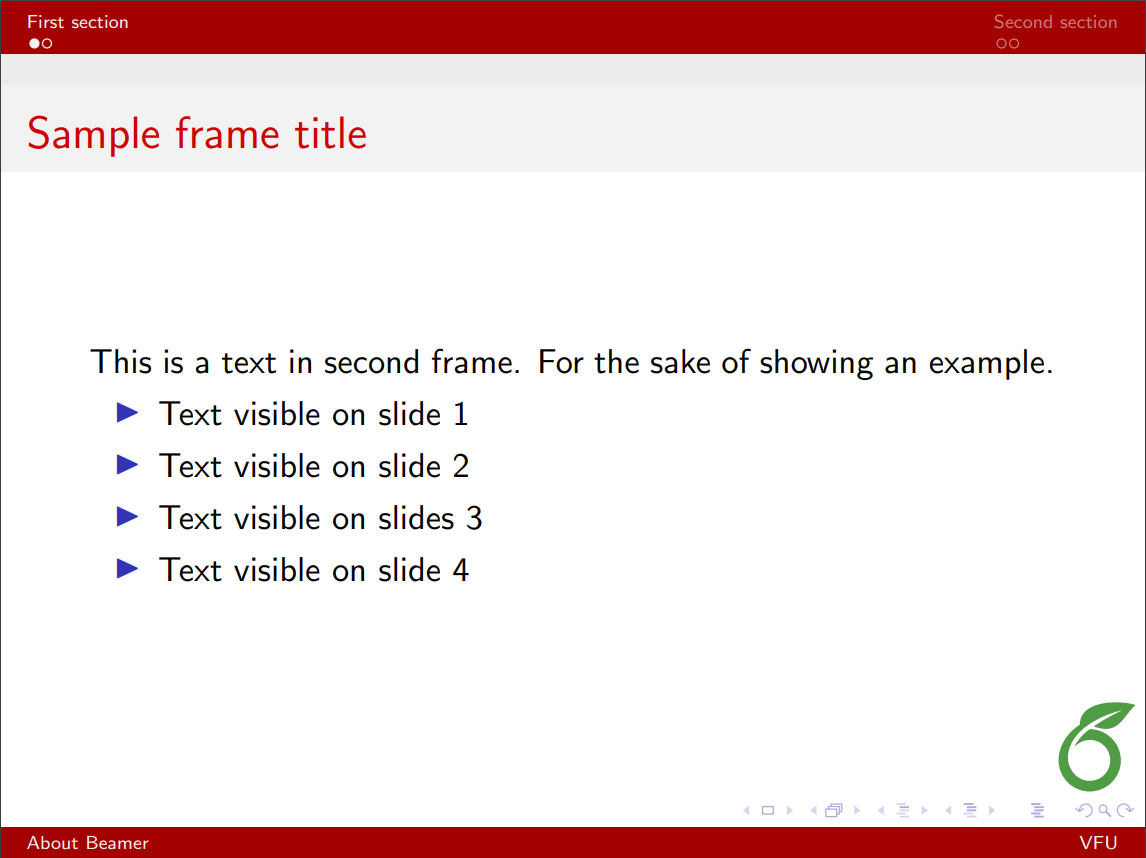 First section
Second section
Sample frame title
This is a text in second frame. For the sake of showing an example.
Text visible on slide 1
Text visible on slide 2
Text visible on slides 3
Text visible on slide 4
About Beamer
VFU